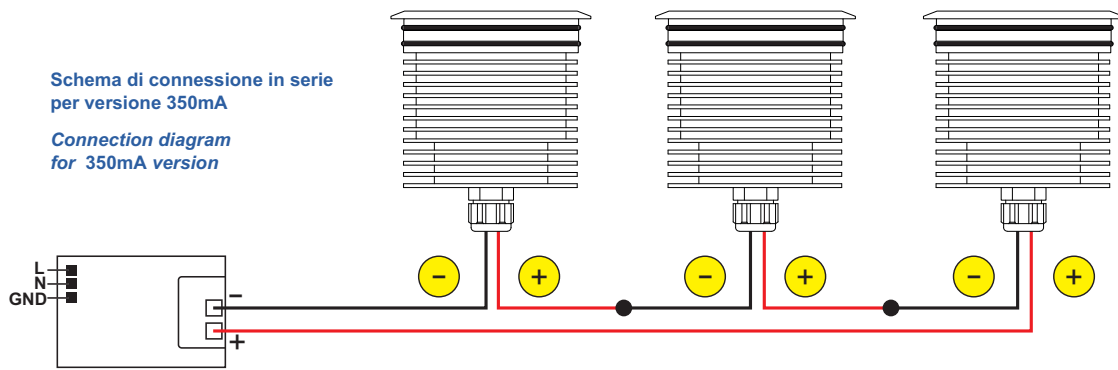 Schema di connessione in serie
per versione 350mA
Connection diagram
for 350mA version
− + − + − +
L
N
GND
−
+